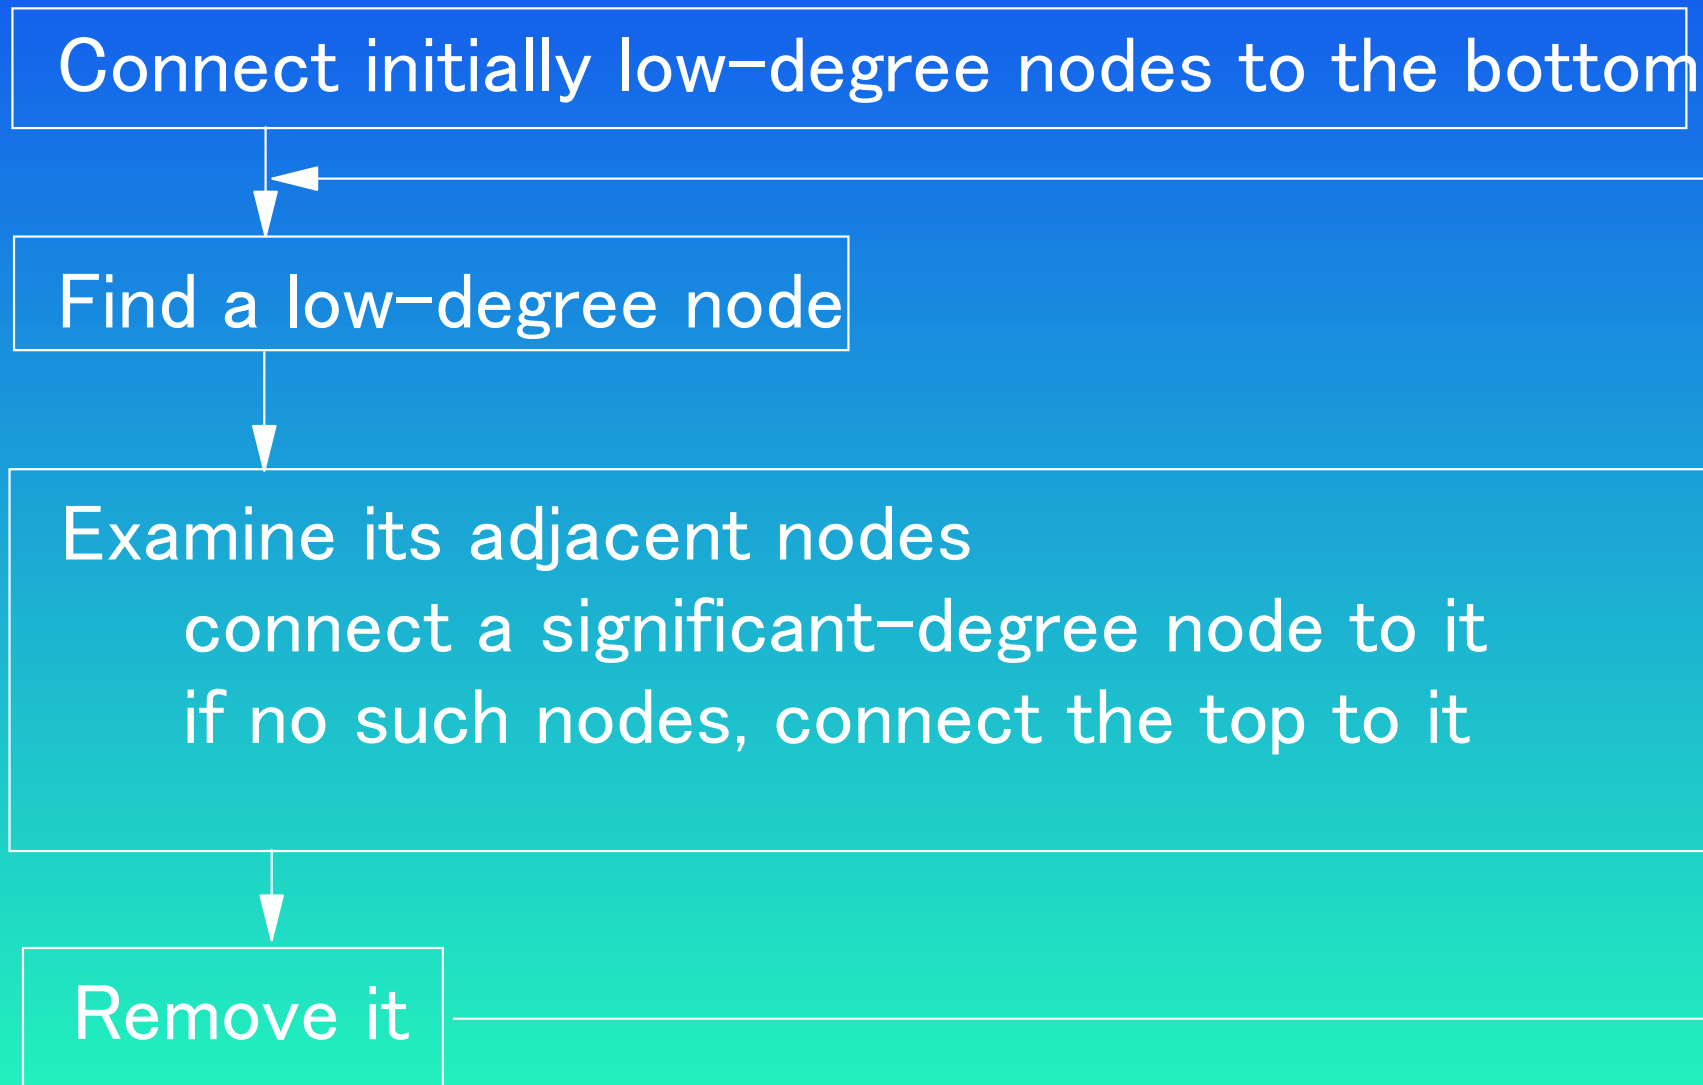 Connect initially low-degree nodes to the bottom
Find a low-degree node
Examine its adjacent nodes
connect a significant-degree node to it
if no such nodes, connect the top to it
Remove it